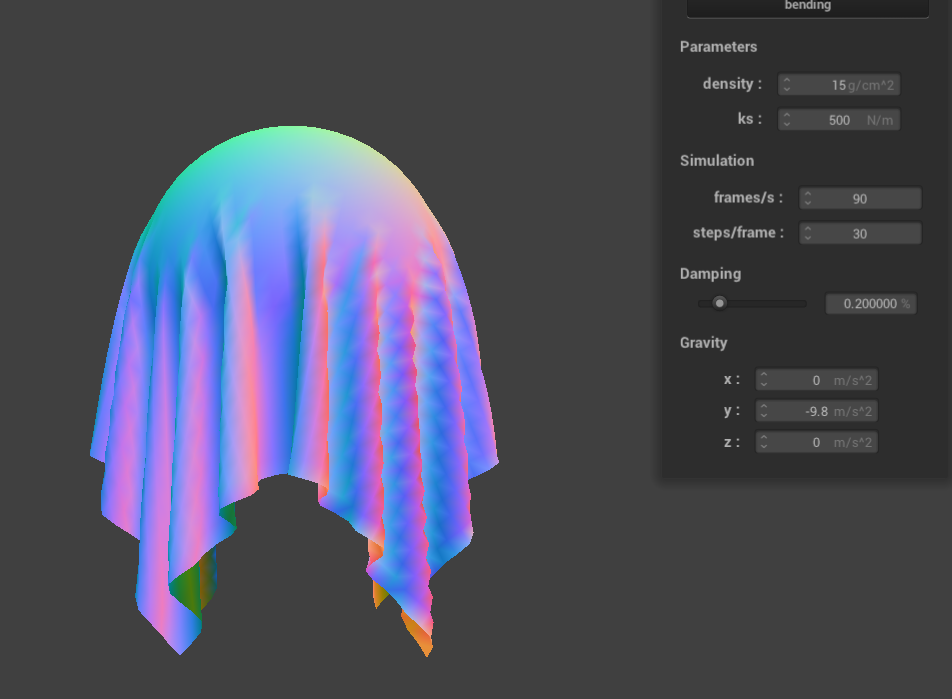 bending
Parameters
density : 15 g/cm^2
ks : 500 N/m
Simulation
frames/s : 90
steps/frame : 30
Damping
0.200000 %
Gravity
x : 0 m/s^2
y : -9.8 m/s^2
z : 0 m/s^2